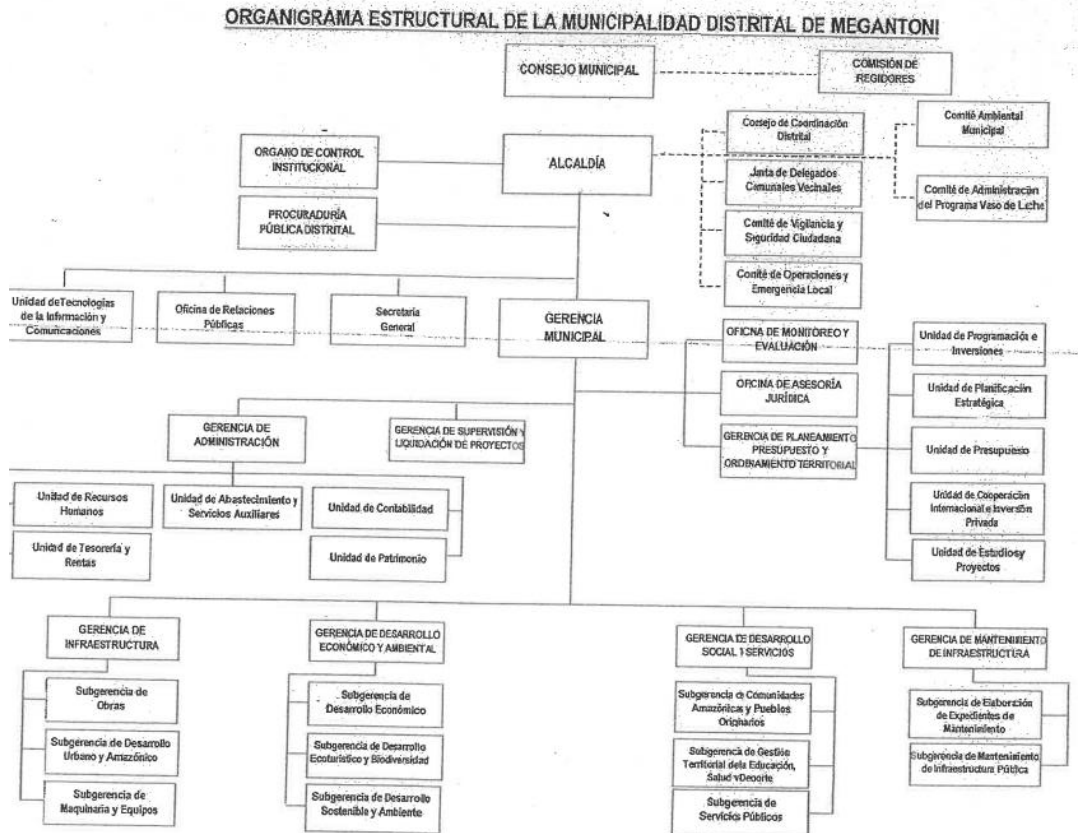 ORGANIGRAMA ESTRUCTURAL DE LA MUNICIPALIDAD DISTRITAL DE MEGANTONI
CONSEJO MUNICIPAL
COMISIÓN DE
REGIDORES
ORGANO DE CONTROL
INSTITUCIONAL
ALCALDÍA
Consejo de Coordinación
Distrital
Comité Ambiental
Municipal
Junta de Delegados
Comunales Vecinales
Comité de Administración
del Programa Vaso de Leche
PROCURADURÍA
PÚBLICA DISTRITAL
Comité de Vigilancia y
Seguridad Ciudadana
Comité de Operaciones y
Emergencia Local
Unidad de Tecnologías
de la Información y
Comunicaciones
Oficina de Relaciones
Públicas
Secretaria
General
GERENCIA
MUNICIPAL
OFICINA DE MONITOREO Y
EVALUACIÓN
Unidad de Programación e
Inversiones
OFICINA DE ASESORÍA
JURÍDICA
Unidad de Planificación
Estratégica
GERENCIA DE
ADMINISTRACIÓN
GERENCIA DE SUPERVISIÓN Y
LIQUIDACIÓN DE PROYECTOS
GERENCIA DE PLANEAMIENTO
PRESUPUESTO Y
ORDINAMIENTO TERRITORIAL
Unidad de Presupuesto
Unidad de Recursos
Humanos
Unidad de Abastecimiento y
Servicios Auxiliares
Unidad de Contabilidad
Unidad de Cooperación
Internacional e Inversión
Privada
Unidad de Tesorería y
Rentas
Unidad de Patrimonio
Unidad de Estudios y
Proyectos
GERENCIA DE
INFRAESTRUCTURA
GERENCIA DE DESARROLLO
ECONÓMICO Y AMBIENTAL
GERENCIA DE DESARROLLO
SOCIAL Y SERVICIOS
GERENCIA DE MANTENIMIENTO
DE INFRAESTRUCTURA
Subgerencia de
Obras
Subgerencia de
Desarrollo Económico
Subgerencia de Comunidades
Amazónicas y Pueblos
Originarios
Subgerencia de Elaboración
de Expedientes de
Mantenimiento
Subgerencia de Desarrollo
Urbano y Amazónico
Subgerencia de Desarrollo
Ecoturístico y Biodiversidad
Subgerencia de Gestión
Territorial dela Educación,
Salud yDeporte
Subgerencia de Mantenimiento
de Infraestructura Pública
Subgerencia de
Maquinaria y Equipos
Subgerencia de Desarrollo
Sostenible y Ambiente
Subgerencia de
Servicios Públicos